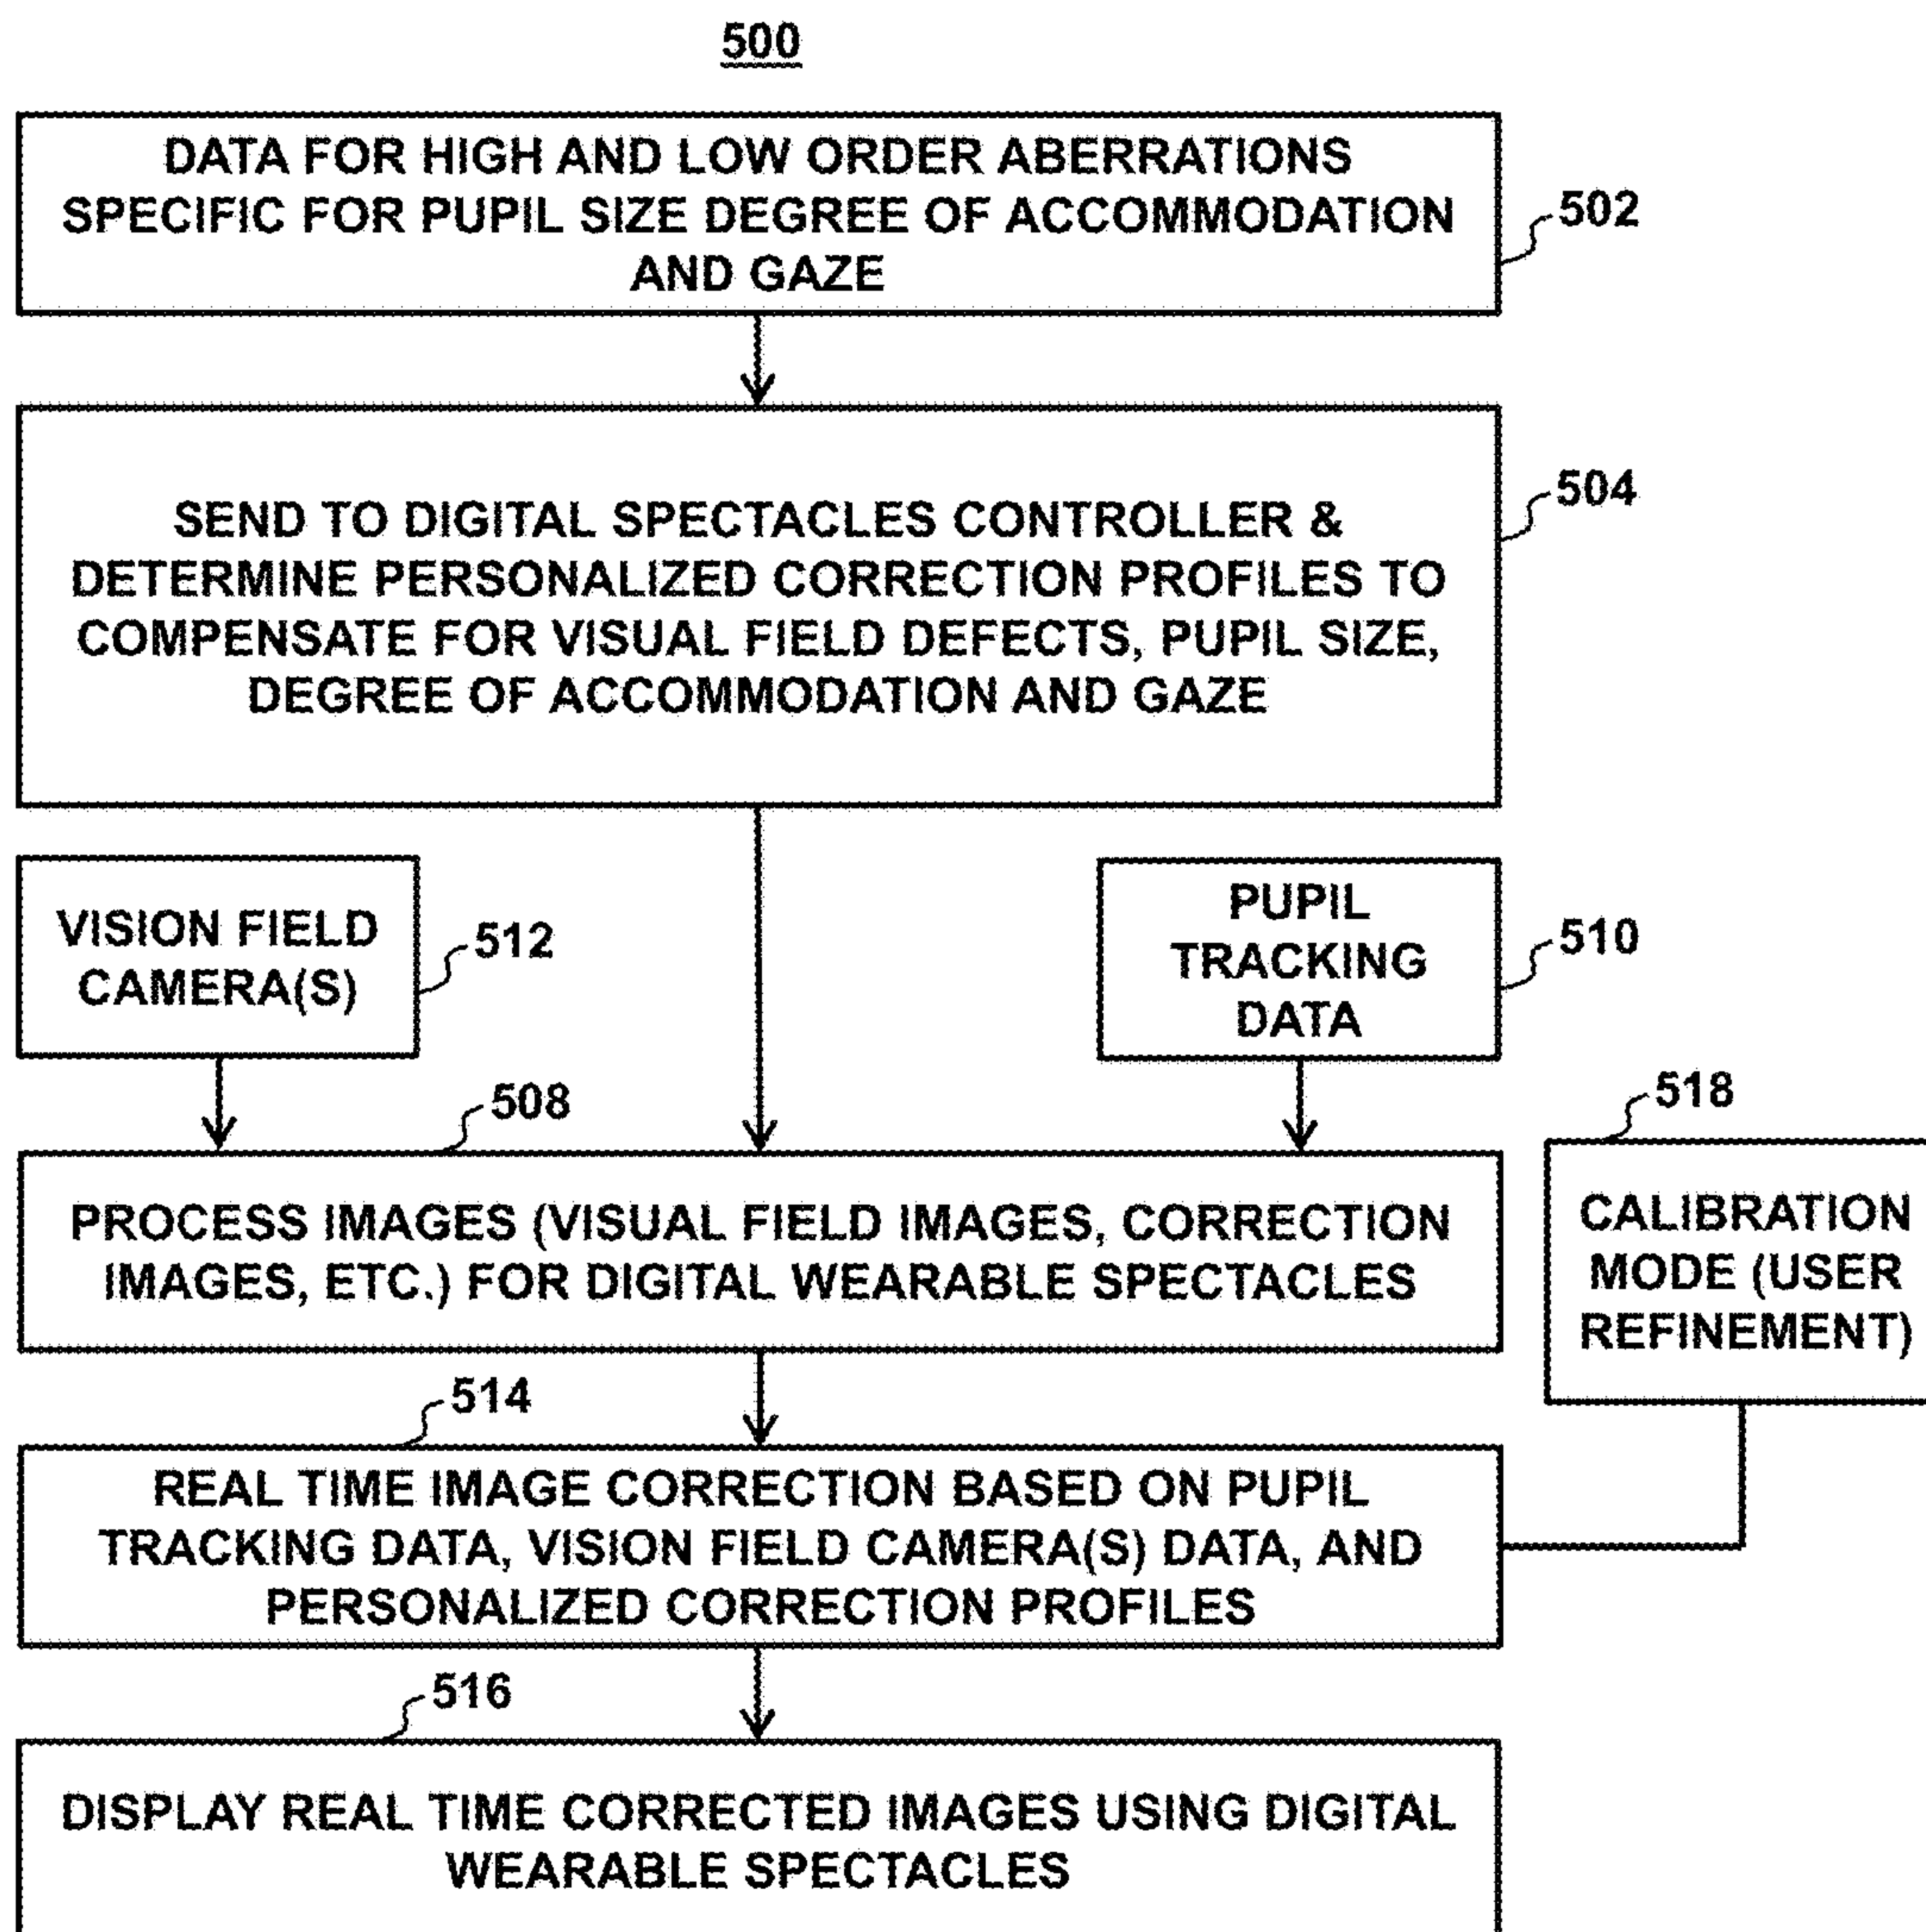 500
DATA FOR HIGH AND LOW ORDER ABERRATIONS
SPECIFIC FOR PUPIL SIZE DEGREE OF ACCOMMODATION
AND GAZE
502
SEND TO DIGITAL SPECTACLES CONTROLLER &
DETERMINE PERSONALIZED CORRECTION PROFILES TO
COMPENSATE FOR VISUAL FIELD DEFECTS, PUPIL SIZE,
DEGREE OF ACCOMMODATION AND GAZE
504
VISION FIELD
CAMERA(S)
512
PUPIL
TRACKING
DATA
510
508
PROCESS IMAGES (VISUAL FIELD IMAGES, CORRECTION
IMAGES, ETC.) FOR DIGITAL WEARABLE SPECTACLES
518
CALIBRATION
MODE (USER
REFINEMENT)
514
REAL TIME IMAGE CORRECTION BASED ON PUPIL
TRACKING DATA, VISION FIELD CAMERA(S) DATA, AND
PERSONALIZED CORRECTION PROFILES
516
DISPLAY REAL TIME CORRECTED IMAGES USING DIGITAL
WEARABLE SPECTACLES